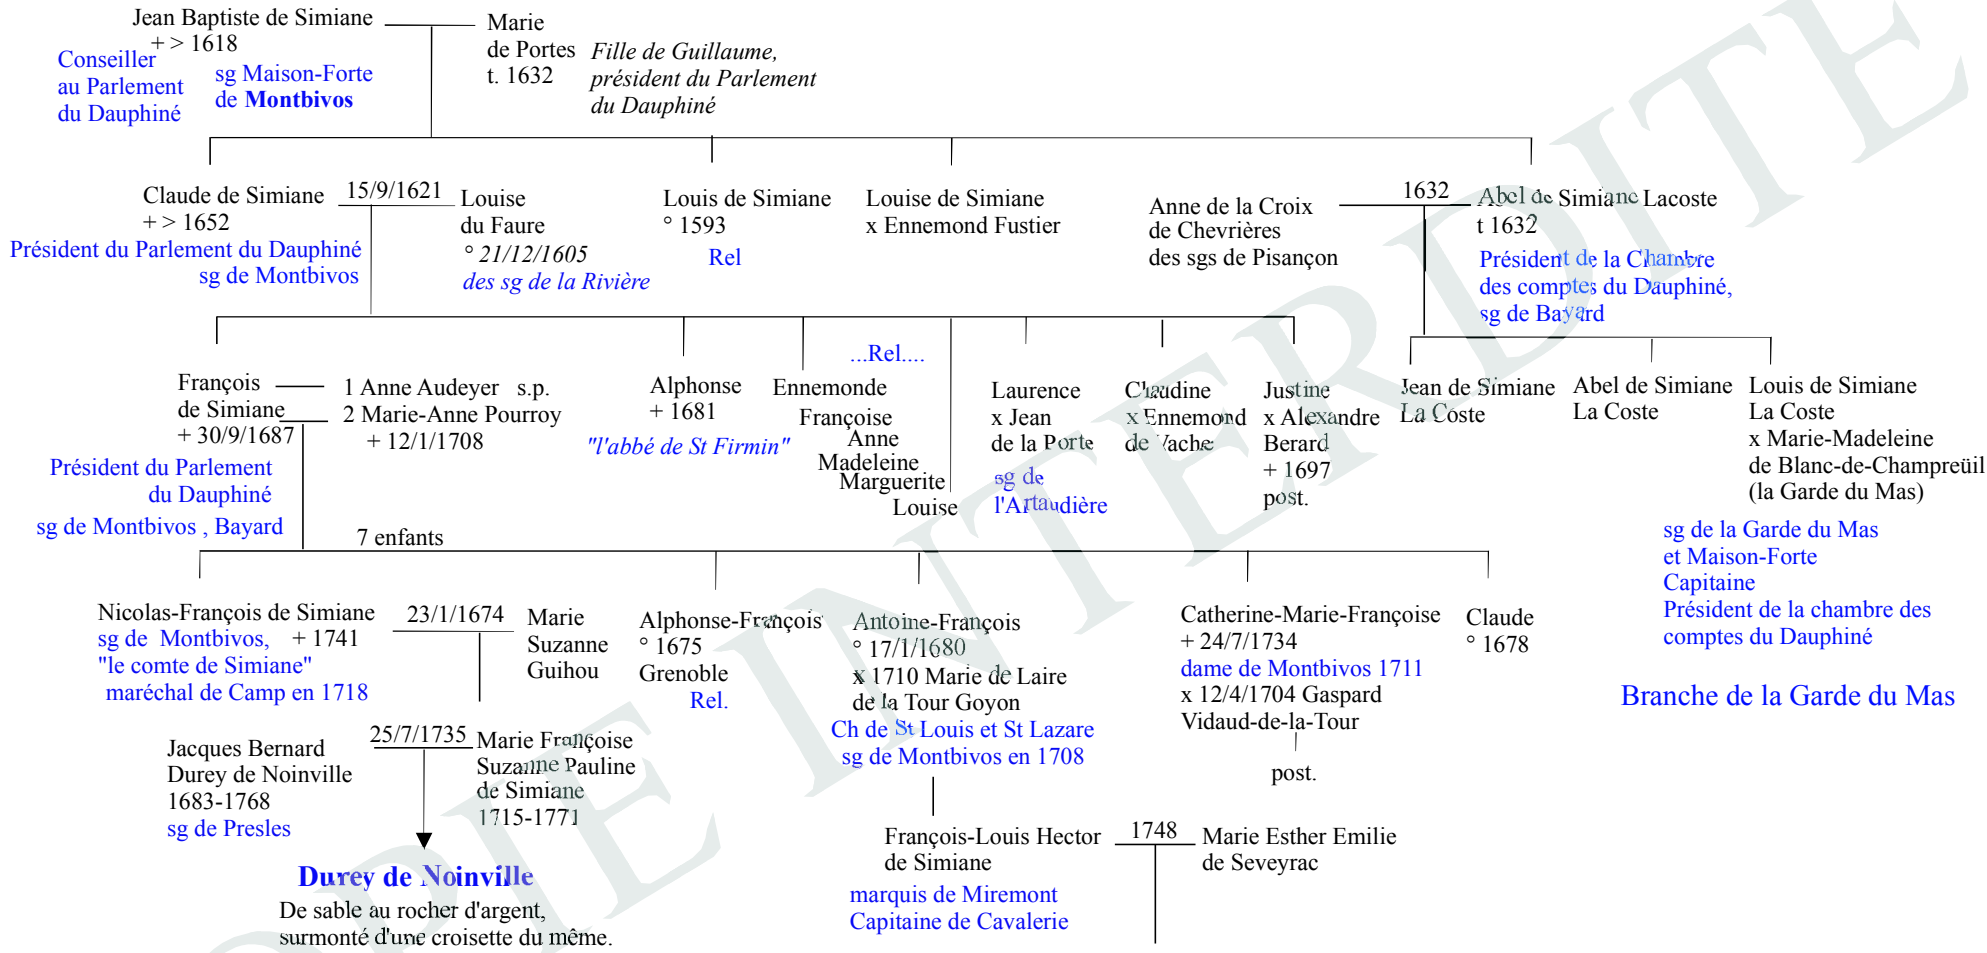 Jean Baptiste de Simiane
+ > 1618
Conseiller
au Parlement
du Dauphiné
sg Maison-Forte
de Montbivos
Marie
de Portes
t. 1632
Fille de Guillaume,
président du Parlement
du Dauphiné
Claude de Simiane
+ > 1652
Président du Parlement du Dauphiné
sg de Montbivos
15/9/1621
Louise
du Faure
° 21/12/1605
des sg de la Rivière
Louis de Simiane
° 1593
Rel
Louise de Simiane
x Ennemond Fustier
Anne de la Croix
de Chevrières
des sgs de Pisançon
1632
Abel de Simiane Lacoste
t 1632
Président de la Chambre
des comptes du Dauphiné,
sg de Bayard
François
de Simiane
+ 30/9/1687
Président du Parlement
du Dauphiné
sg de Montbivos , Bayard
1 Anne Audeyer s.p.
2 Marie-Anne Pourroy
+ 12/1/1708
Alphonse
+ 1681
"l'abbé de St Firmin"
...Rel....
Ennemonde
Françoise
Anne
Madeleine
Marguerite
Louise
Laurence
x Jean
de la Porte
sg de
l'Artaudière
Claudine
x Ennemond
de Vache
Justine
x Alexandre
Berard
+ 1697
post.
Jean de Simiane
La Coste
Abel de Simiane
La Coste
Louis de Simiane
La Coste
x Marie-Madeleine
de Blanc-de-Champreüil
(la Garde du Mas)
sg de la Garde du Mas
et Maison-Forte
Capitaine
Président de la chambre des
comptes du Dauphiné
Branche de la Garde du Mas
7 enfants
Nicolas-François de Simiane
sg de Montbivos, + 1741
"le comte de Simiane"
maréchal de Camp en 1718
23/1/1674
Marie
Suzanne
Guihou
Alphonse-François
° 1675
Grenoble
Rel.
Antoine-François
° 17/1/1680
x 1710 Marie de Laire
de la Tour Goyon
Ch de St Louis et St Lazare
sg de Montbivos en 1708
Catherine-Marie-Françoise
+ 24/7/1734
dame de Montbivos 1711
x 12/4/1704 Gaspard
Vidaud-de-la-Tour
post.
Claude
° 1678
Jacques Bernard
Durey de Noinville
1683-1768
sg de Presles
25/7/1735
Marie Françoise
Suzanne Pauline
de Simiane
1715-1771
Durey de Noinville
De sable au rocher d'argent,
surmonté d'une croisette du même.
François-Louis Hector
de Simiane
marquis de Miremont
Capitaine de Cavalerie
1748
Marie Esther Emilie
de Seveyrac
OPIE INTERDITE